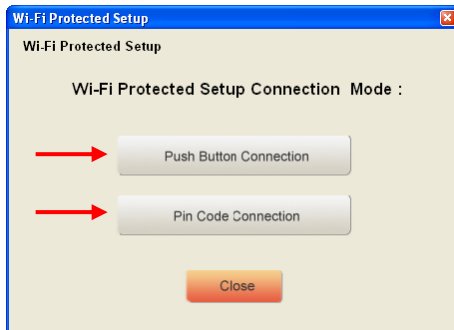 Wi-Fi Protected Setup
Wi-Fi Protected Setup
Wi-Fi Protected Setup Connection Mode :
Push Button Connection
Pin Code Connection
Close